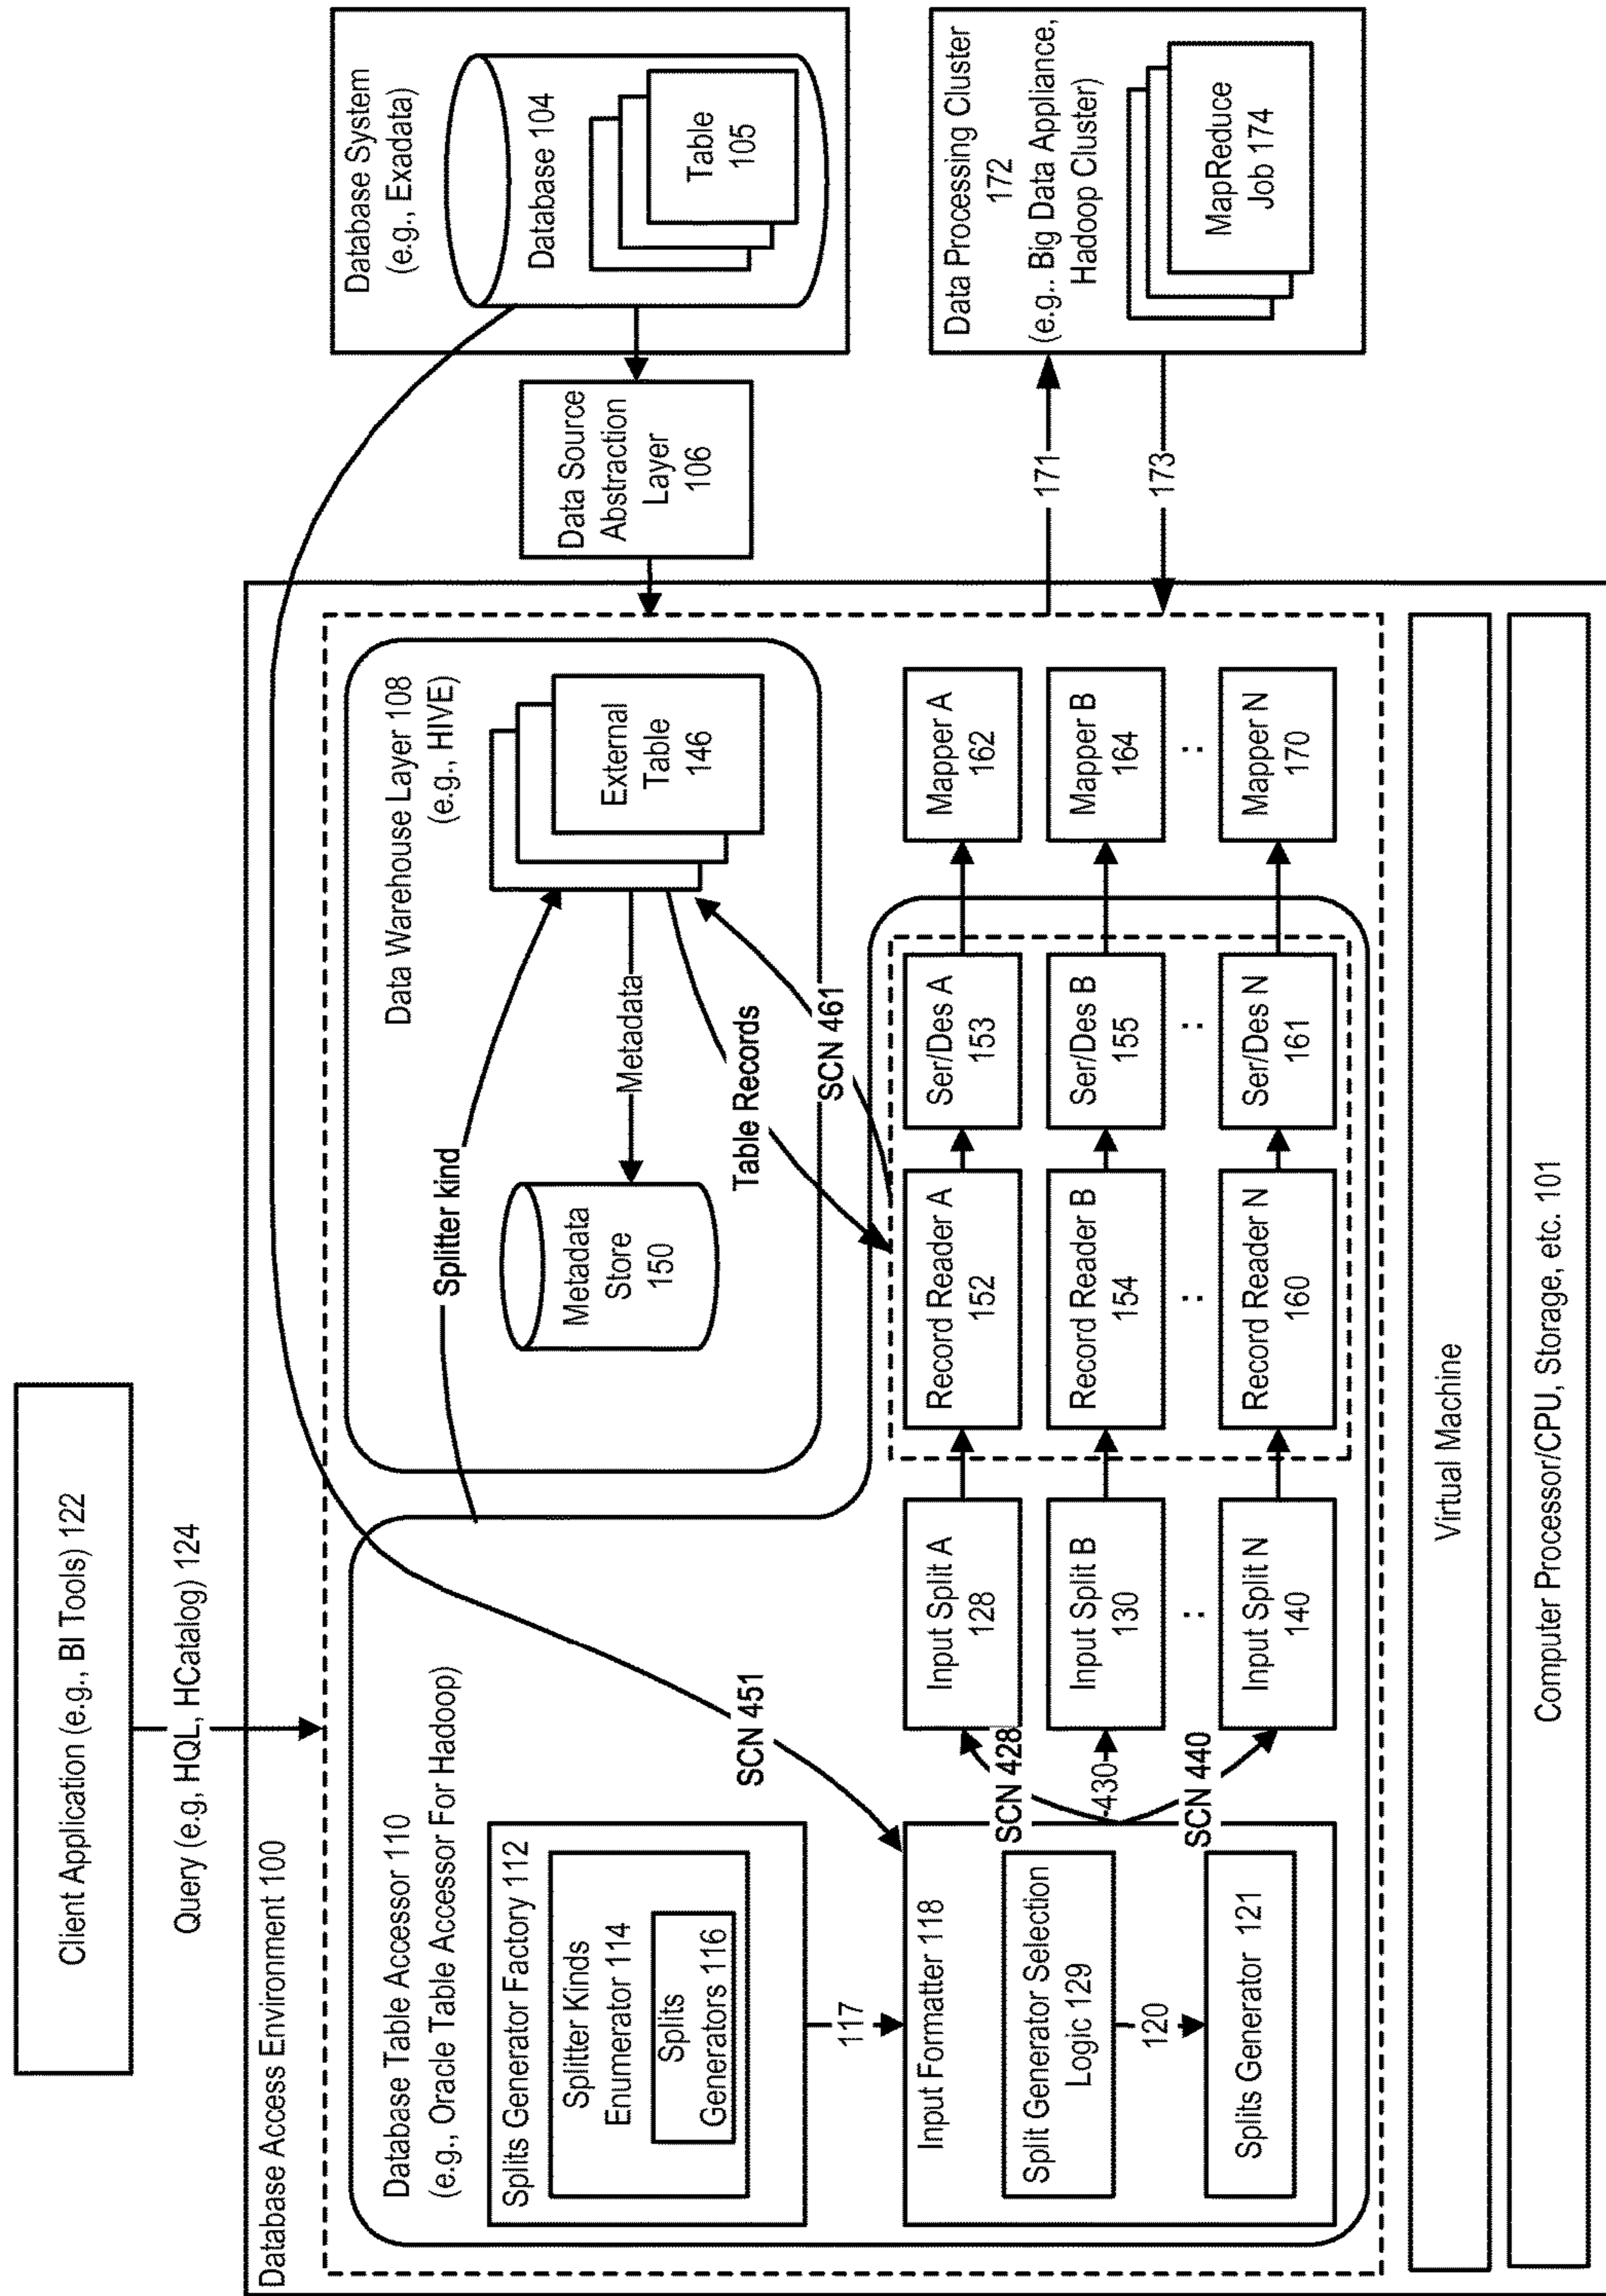 Client Application (e.g., BI Tools) 122
Query (e.g, HQL, HCatalog) 124
Database Access Environment 100
Database Table Accessor 110
(e.g., Oracle Table Accessor For Hadoop)
Splits Generator Factory 112
Splitter Kinds
Enumerator 114
Splits
Generators 116
117
Input Formatter 118
Split Generator Selection
Logic 129
120
Splits Generator 121
SCN 451
SCN 428
430
SCN 440
Input Split A
128
Input Split B
130
:
Input Split N
140
Splitter kind
Data Warehouse Layer 108
(e.g., HIVE)
Metadata
Store
150
Metadata
External
Table
146
Table Records
SCN 461
Record Reader A
152
Record Reader B
154
:
Record Reader N
160
Ser/Des A
153
Ser/Des B
155
:
Ser/Des N
161
Mapper A
162
Mapper B
164
:
Mapper N
170
Data Source
Abstraction
Layer
106
Database System
(e.g., Exadata)
Database 104
Table
105
171
173
Data Processing Cluster
172
(e.g.. Big Data Appliance,
Hadoop Cluster)
MapReduce
Job 174
Virtual Machine
Computer Processor/CPU, Storage, etc. 101